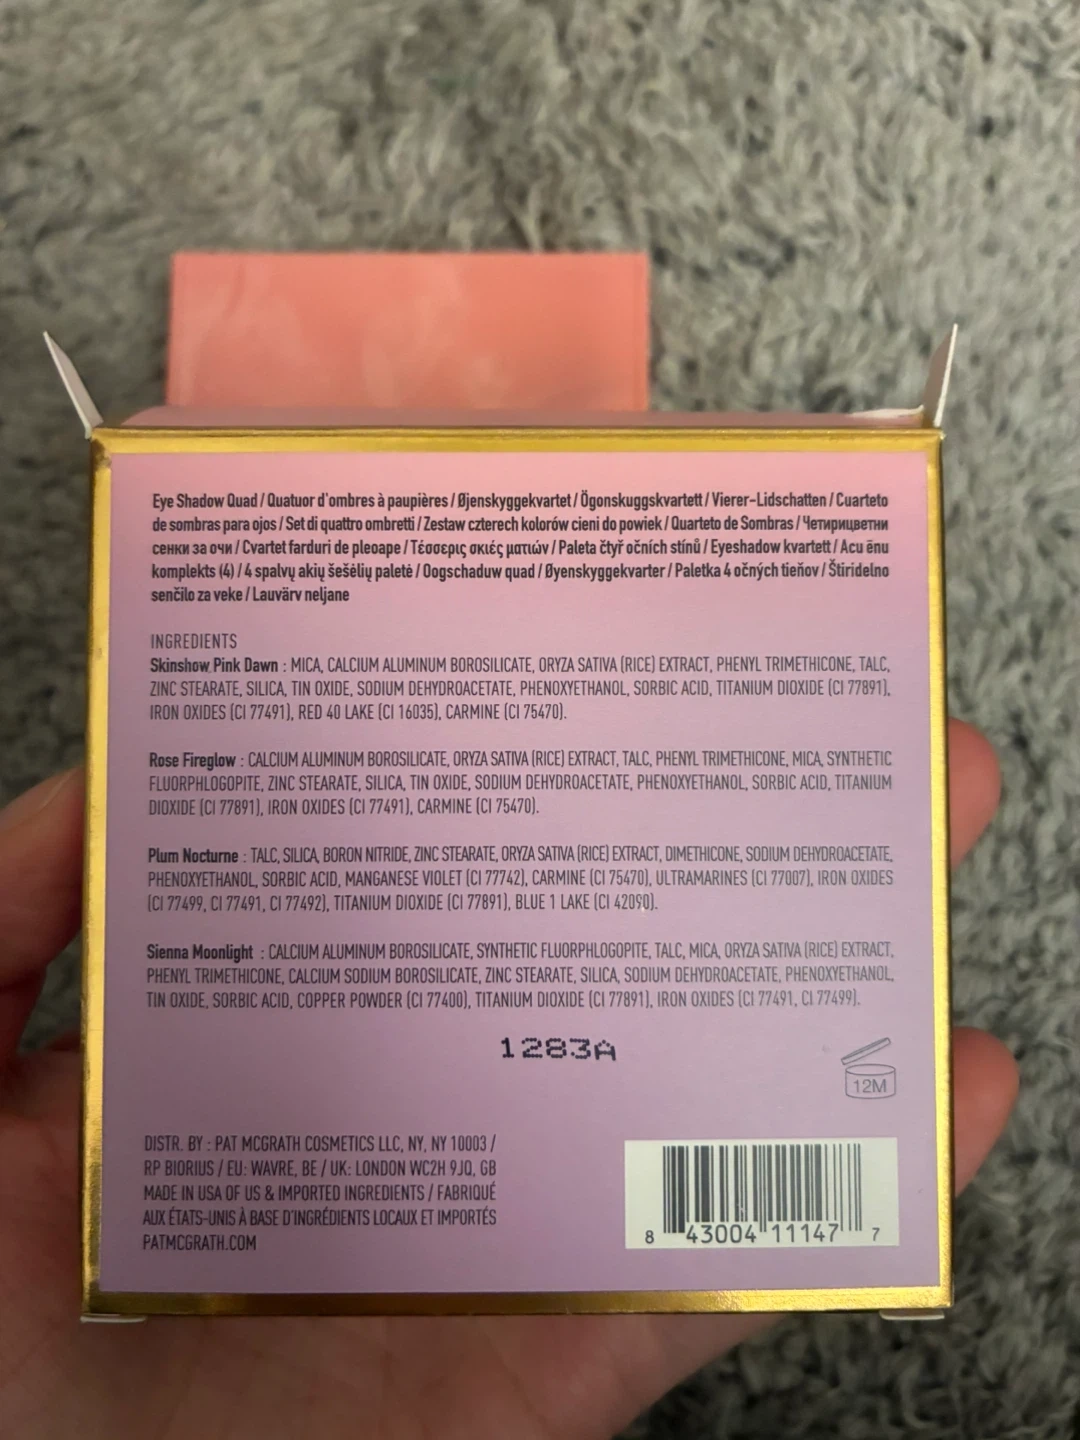 Eye Shadow Quad / Quatuor d'ombres à paupières / Øjenskyggekvartet / Ögonskuggskvartett / Vierer-Lidschatten / Cuarteto
de sombras para ojos / Set di quattro ombretti / Zestaw czterech kolorów cieni do powiek / Quarteto de Sombras / Четирицветни
сенки за очи / Cvartet farduri de pleoape / Τέσσερις σκιές ματιών / Paleta čtyř očních stínů / Eyeshadow kvartett / Acu ēnu
komplekts (4) / 4 spalvų akių šešėlių paletė / Oogschaduw quad / Øyenskyggekvarter / Paletka 4 očných tieňov / Štiridelno
senčilo za veke / Lauvärv neljane
INGREDIENTS
Skinshow Pink Dawn : MICA, CALCIUM ALUMINUM BOROSILICATE, ORYZA SATIVA (RICE) EXTRACT, PHENYL TRIMETHICONE, TALC,
ZINC STEARATE, SILICA, TIN OXIDE, SODIUM DEHYDROACETATE, PHENOXYETHANOL, SORBIC ACID, TITANIUM DIOXIDE (CI 77891),
IRON OXIDES (CI 77491), RED 40 LAKE (CI 16035), CARMINE (CI 75470).
Rose Fireglow : CALCIUM ALUMINUM BOROSILICATE, ORYZA SATIVA (RICE) EXTRACT, TALC, PHENYL TRIMETHICONE, MICA, SYNTHETIC
FLUORPHLOGOPITE, ZINC STEARATE, SILICA, TIN OXIDE, SODIUM DEHYDROACETATE, PHENOXYETHANOL, SORBIC ACID, TITANIUM
DIOXIDE (CI 77891), IRON OXIDES (CI 77491), CARMINE (CI 75470).
Plum Nocturne : TALC, SILICA, BORON NITRIDE, ZINC STEARATE, ORYZA SATIVA (RICE) EXTRACT, DIMETHICONE, SODIUM DEHYDROACETATE,
PHENOXYETHANOL, SORBIC ACID, MANGANESE VIOLET (CI 77742), CARMINE (CI 75470), ULTRAMARINES (CI 77007), IRON OXIDES
(CI 77499, CI 77491, CI 77492), TITANIUM DIOXIDE (CI 77891), BLUE 1 LAKE (CI 42090).
Sienna Moonlight : CALCIUM ALUMINUM BOROSILICATE, SYNTHETIC FLUORPHLOGOPITE, TALC, MICA, ORYZA SATIVA (RICE) EXTRACT,
PHENYL TRIMETHICONE, CALCIUM SODIUM BOROSILICATE, ZINC STEARATE, SILICA, SODIUM DEHYDROACETATE, PHENOXYETHANOL,
TIN OXIDE, SORBIC ACID, COPPER POWDER (CI 77400), TITANIUM DIOXIDE (CI 77891), IRON OXIDES (CI 77491, CI 77499).
1283A
12M
DISTR. BY : PAT MCGRATH COSMETICS LLC, NY, NY 10003 /
RP BIORIUS / EU: WAVRE, BE / UK: LONDON WC2H 9JQ, GB
MADE IN USA OF US & IMPORTED INGREDIENTS / FABRIQUÉ
AUX ÉTATS-UNIS À BASE D'INGRÉDIENTS LOCAUX ET IMPORTÉS
PATMCGRATH.COM
8 43004 11147 7